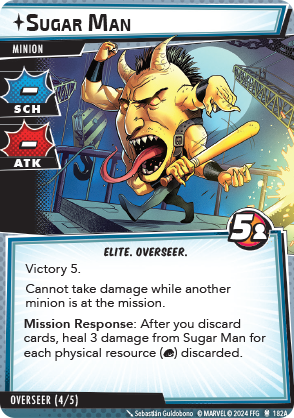 Sugar Man
MINION
–
SCH
–
ATK
5
ELITE. OVERSEER.
Victory 5.
Cannot take damage while another
minion is at the mission.
Mission Response: After you discard
cards, heal 3 damage from Sugar Man for
each physical resource () discarded.
OVERSEER (4/5)
Sebastián Guidobono © MARVEL © 2024 FFG 182A